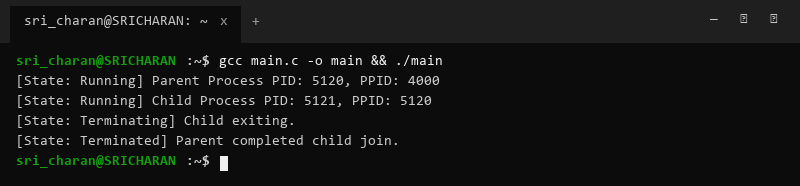 sri_charan@SRICHARAN: ~ x +
sri_charan@SRICHARAN :~$ gcc main.c -o main && ./main
[State: Running] Parent Process PID: 5120, PPID: 4000
[State: Running] Child Process PID: 5121, PPID: 5120
[State: Terminating] Child exiting.
[State: Terminated] Parent completed child join.
sri_charan@SRICHARAN :~$